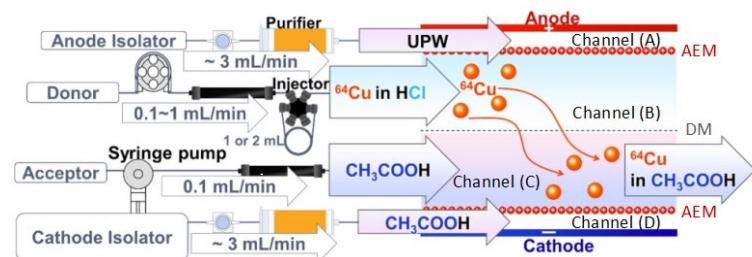 Purifier
Anode
+
Anode Isolator
~ 3 mL/min
UPW
Channel (A)
AEM
Donor
0.1~1 mL/min
Injector
1 or 2 mL
⁶⁴Cu in HCl
⁶⁴Cu
Channel (B)
DM
Syringe pump
Acceptor
0.1 mL/min
CH₃COOH
Channel (C)
⁶⁴Cu
in CH₃COOH
AEM
Cathode Isolator
~ 3 mL/min
CH₃COOH
Channel (D)
−
Cathode